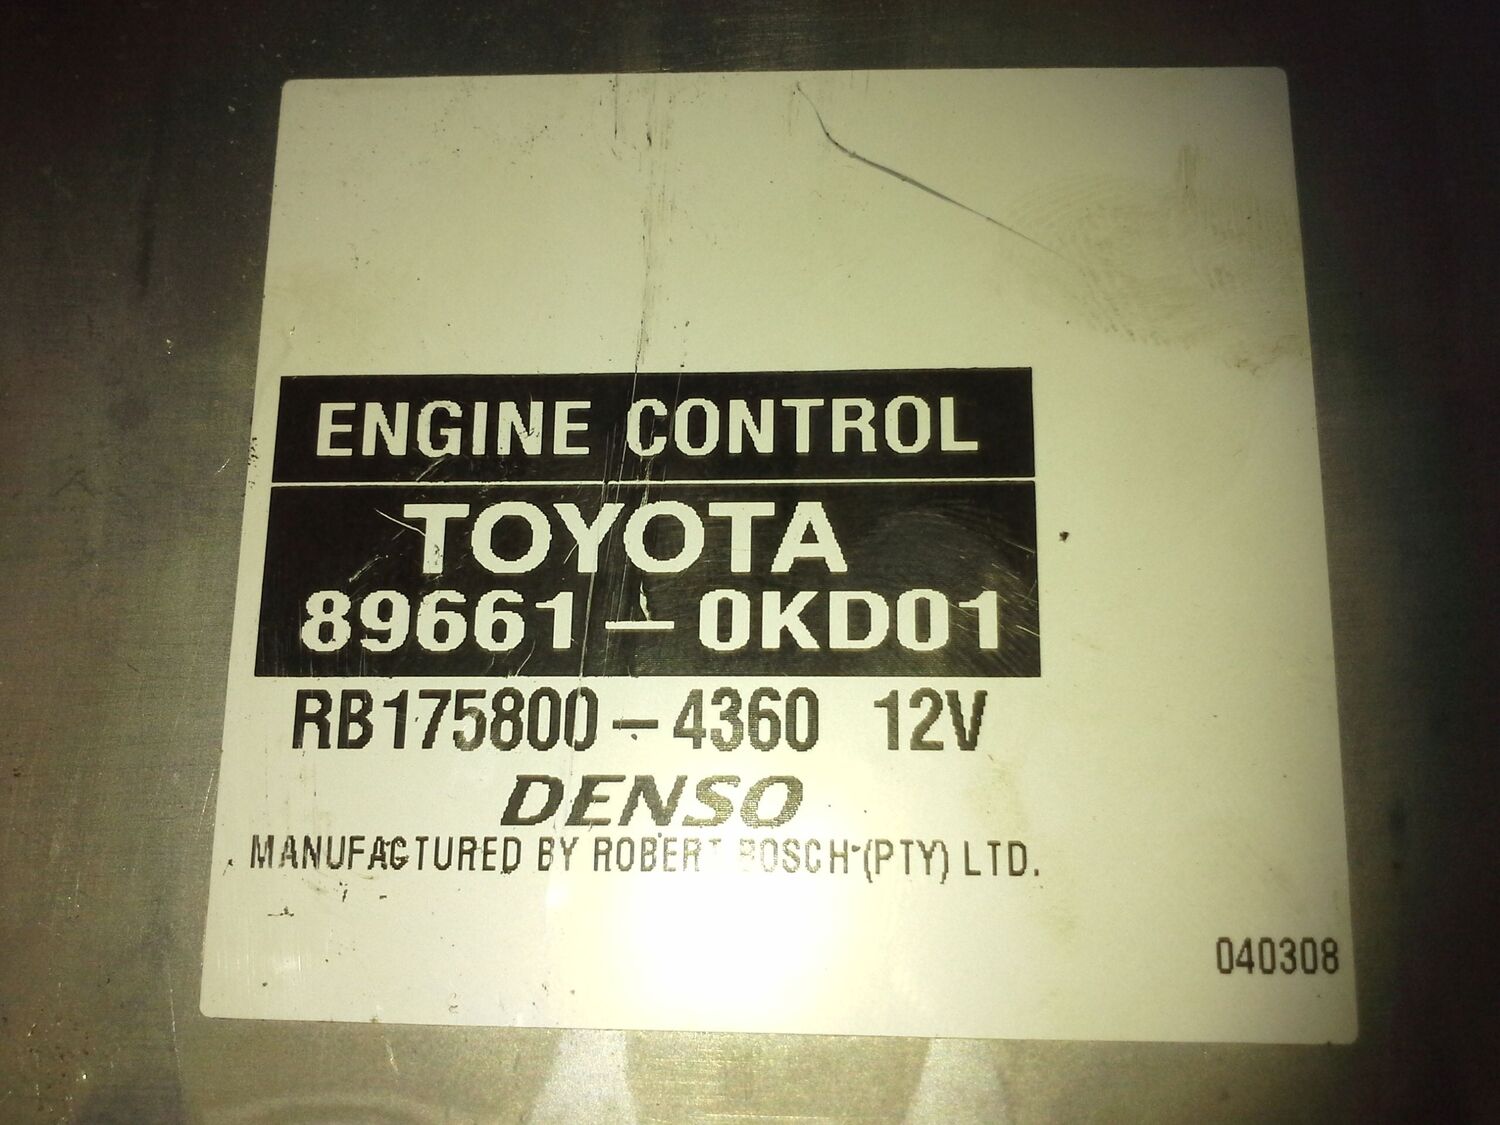 ENGINE CONTROL
TOYOTA
89661-0KD01
RB175800-4360 12V
DENSO
MANUFACTURED BY ROBERT BOSCH (PTY) LTD.
040308